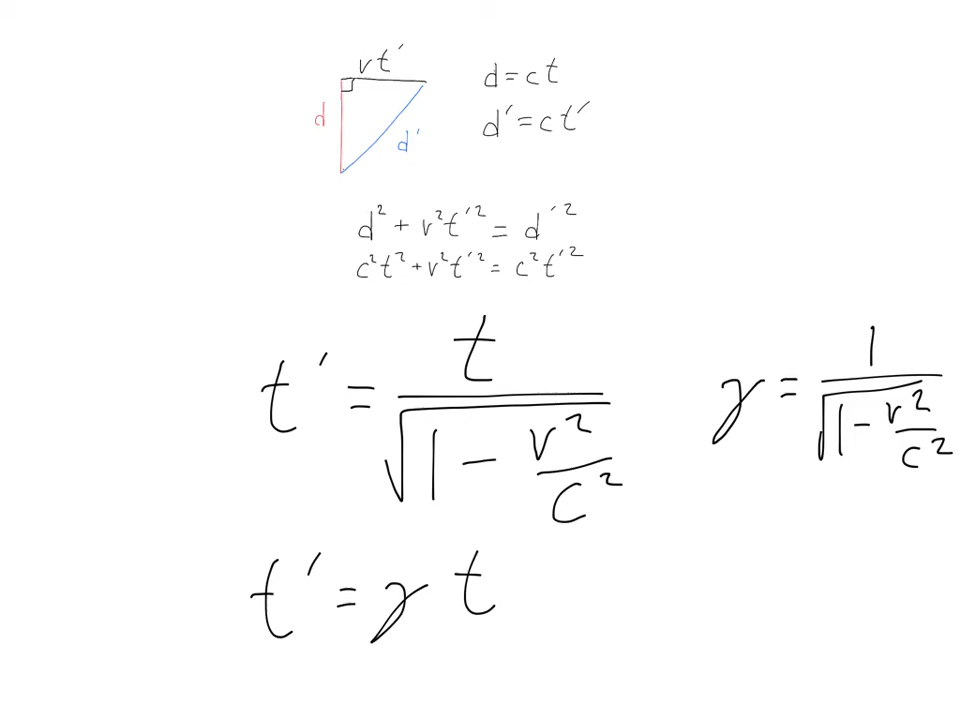 vt′
d = ct
d
d′ = ct′
d′
d² + v²t′² = d′²
c²t² + v²t′² = c²t′²
t′ = t / √(1 − v²/c²)
γ = 1 / √(1 − v²/c²)
t′ = γ t